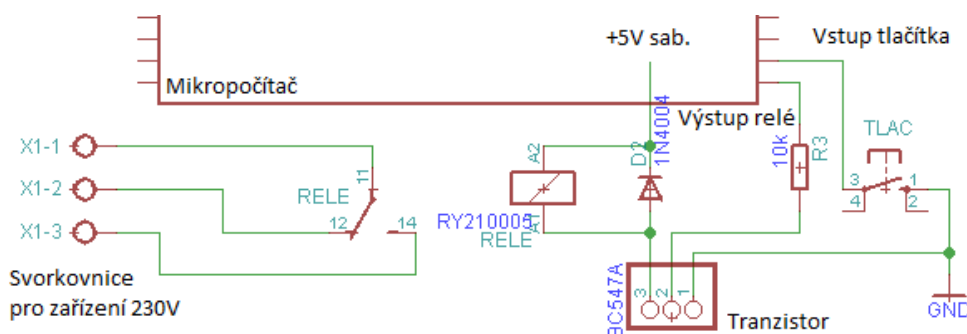 +5V sab.
Vstup tlačítka
Mikropočítač
1N4004
D2
Výstup relé
10k
R3
TLAC
X1-1
X1-2
X1-3
11
RELE
12
14
A2
A1
RY210005
RELE
3
4
1
2
Svorkovnice
pro zařízení 230V
BC547A
3
2
1
Tranzistor
GND